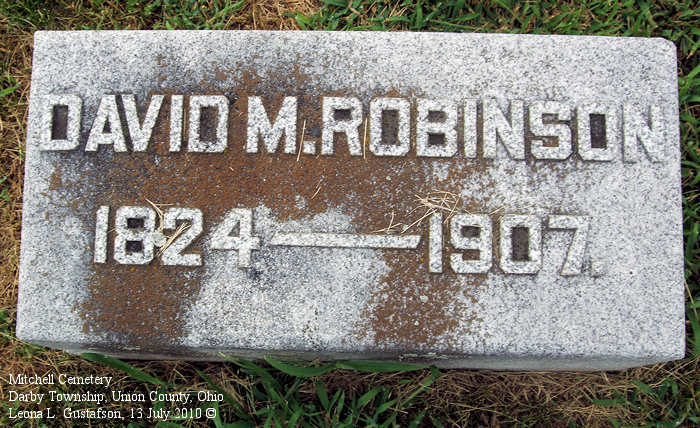 DAVID M. ROBINSON
1824 — 1907.
Mitchell Cemetery
Darby Township, Union County, Ohio
Leona L. Gustafson, 13 July 2010 ©